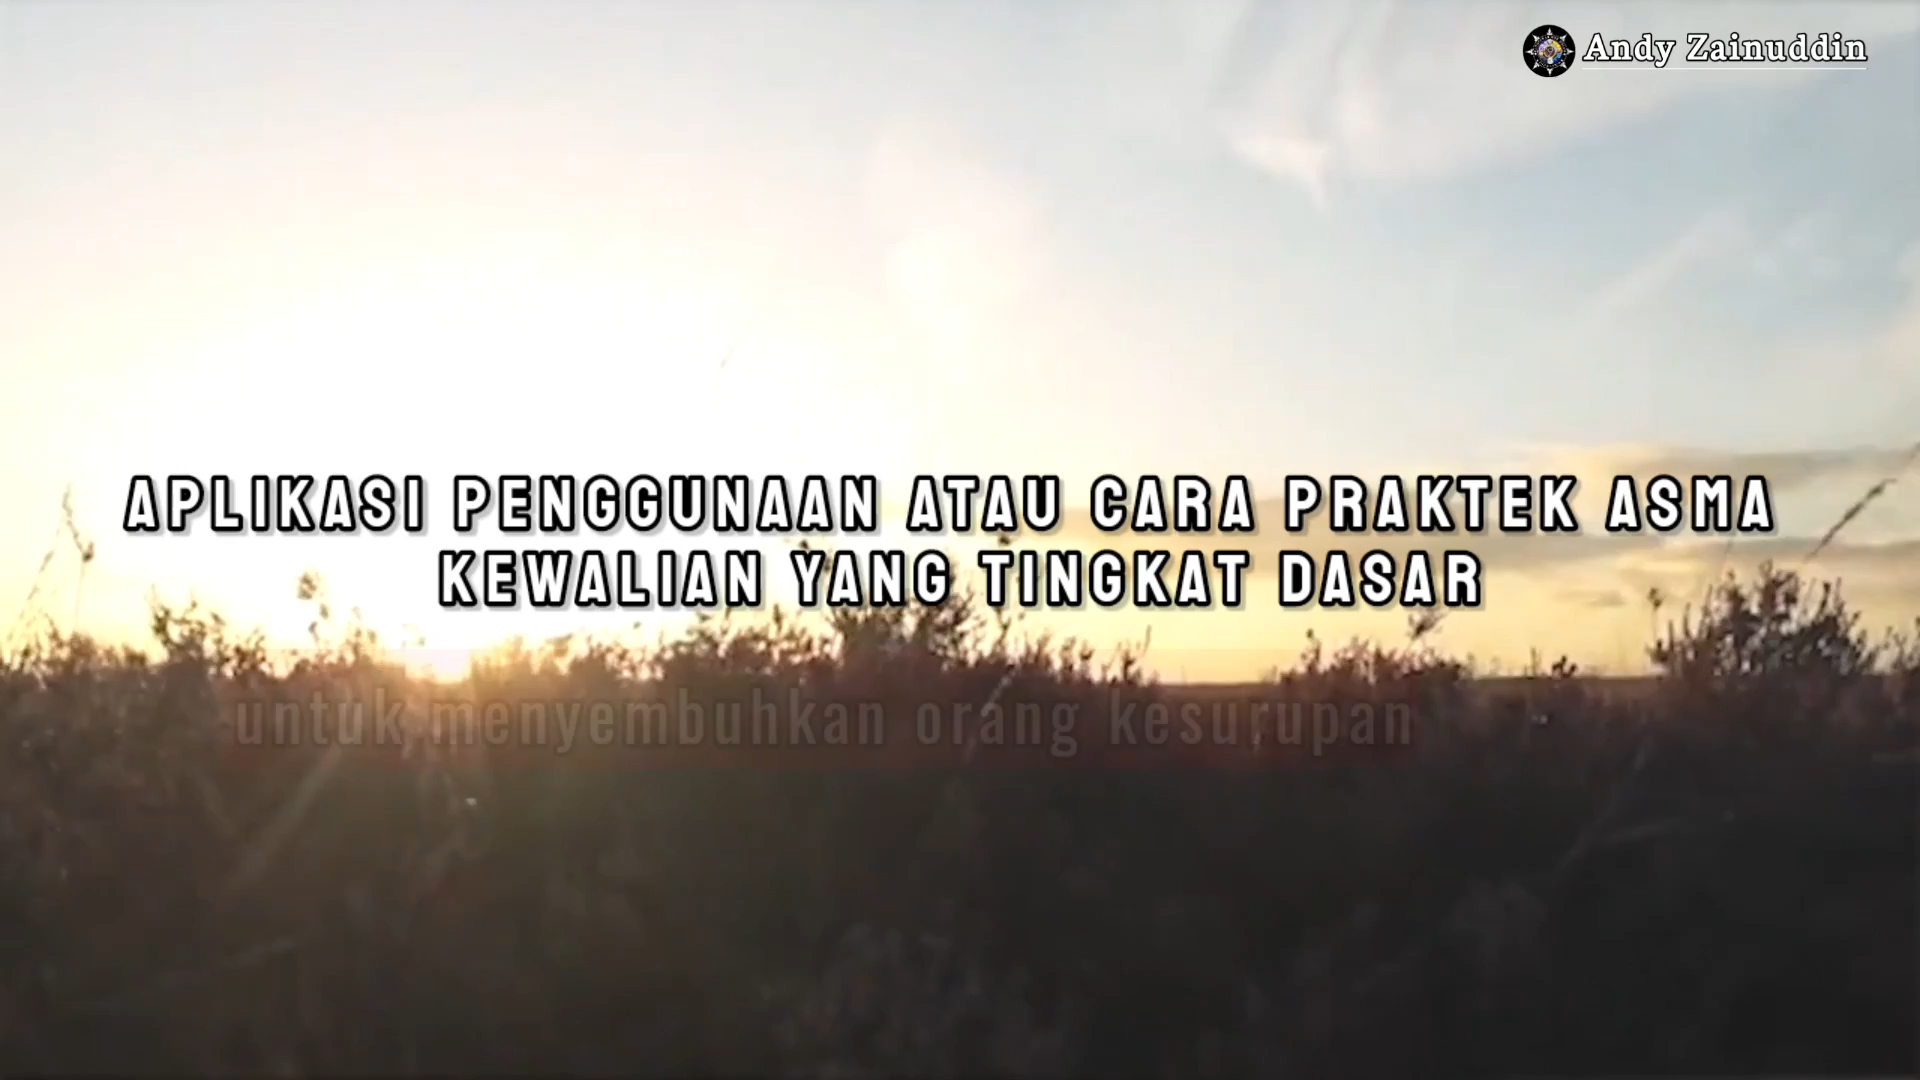 Andy Zainuddin
APLIKASI PENGGUNAAN ATAU CARA PRAKTEK ASMA
KEWALIAN YANG TINGKAT DASAR
untuk menyembuhkan orang kesurupan